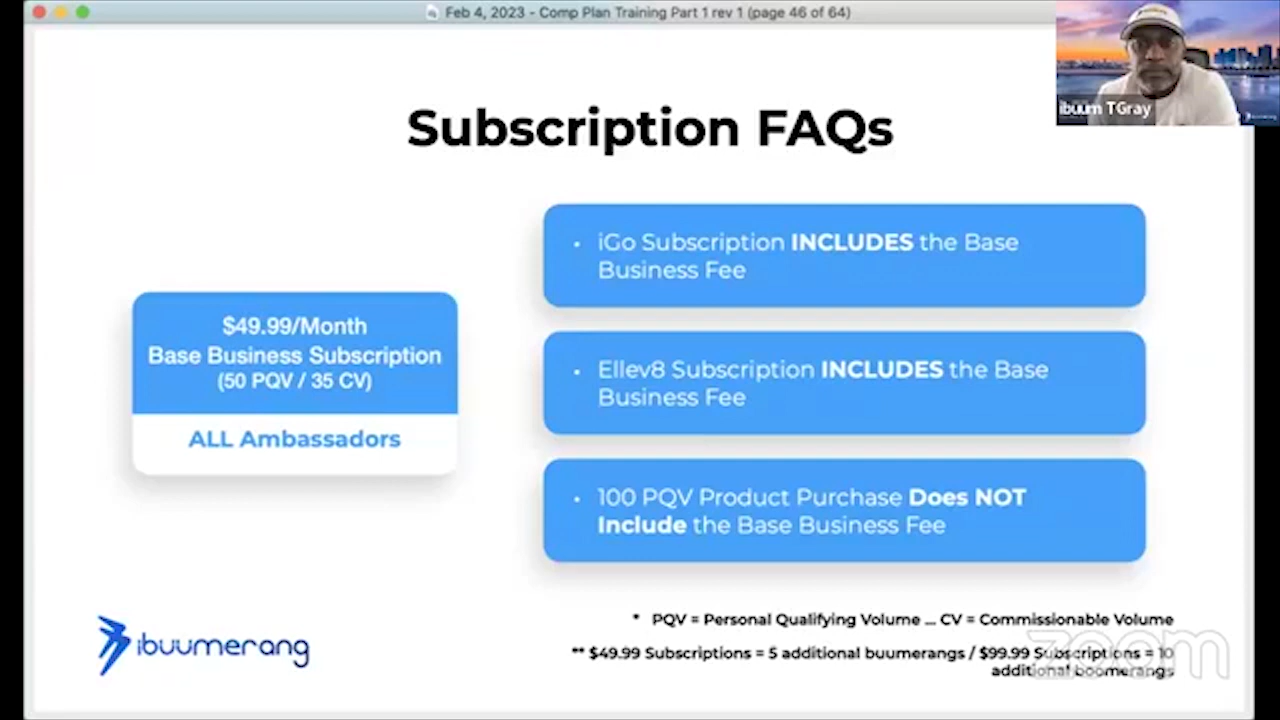 Feb 4, 2023 - Comp Plan Training Part 1 rev 1 (page 46 of 64)
ibuum TGray
Subscription FAQs
• iGo Subscription INCLUDES the Base
Business Fee
$49.99/Month
Base Business Subscription
(50 PQV / 35 CV)
ALL Ambassadors
• Ellev8 Subscription INCLUDES the Base
Business Fee
• 100 PQV Product Purchase Does NOT
Include the Base Business Fee
ibuumerang
* PQV = Personal Qualifying Volume ... CV = Commissionable Volume
** $49.99 Subscriptions = 5 additional buumerangs / $99.99 Subscriptions = 10
additional boomerangs
zoom